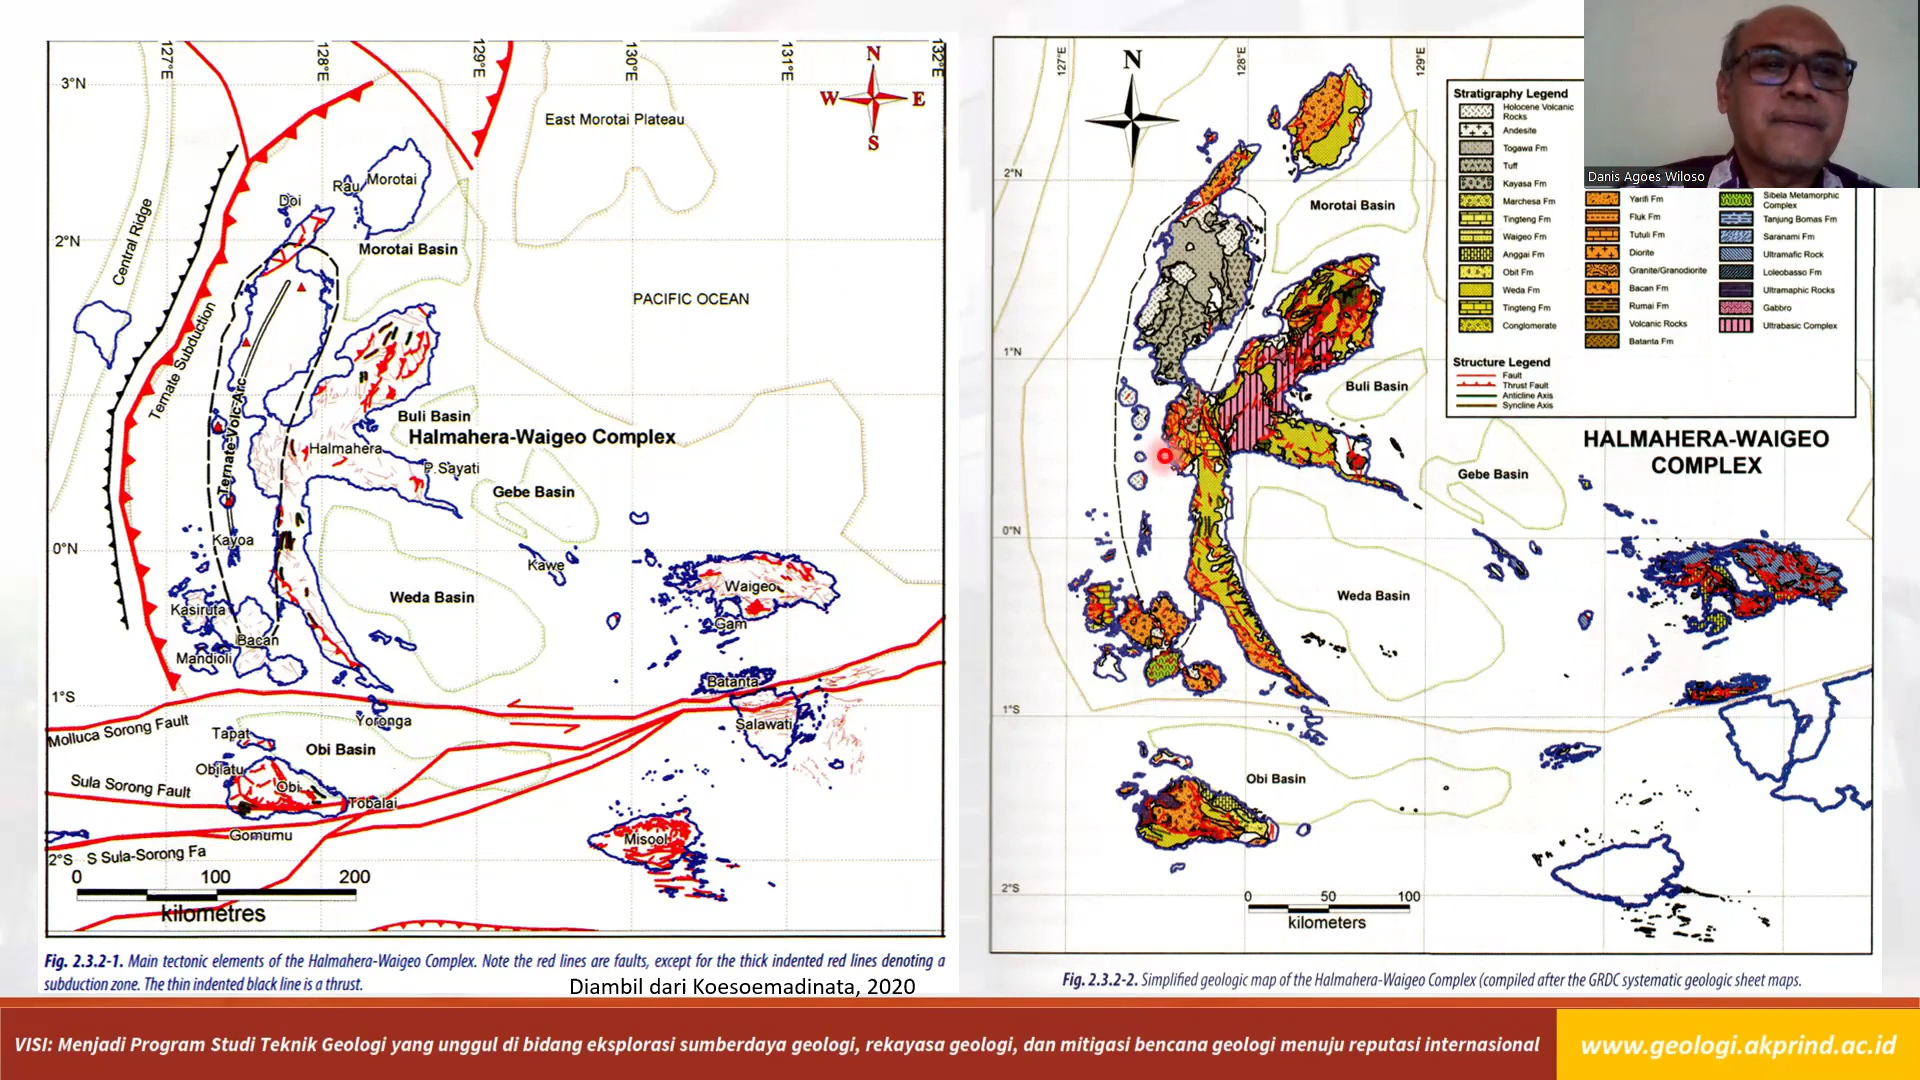 127°E
128°E
129°E
130°E
131°E
132°E
3°N
2°N
0°N
1°S
2°S
N
W
E
S
East Morotai Plateau
Central Ridge
Rau
Morotai
Doi
Morotai Basin
PACIFIC OCEAN
Ternate Subduction
Ternate Volc. Arc
Buli Basin
Halmahera-Waigeo Complex
Halmahera
P.Sayati
Gebe Basin
Kayoa
Kawe
Weda Basin
Waigeo
Gam
Kasiruta
Bacan
Mandioli
Batanta
Yoronga
Salawati
Molluca Sorong Fault
Tapat
Obi Basin
Obilatu
Obi
Sula Sorong Fault
Tobalai
Gomumu
Misool
S Sula-Sorong Fa
0
100
200
kilometres
Fig. 2.3.2-1. Main tectonic elements of the Halmahera-Waigeo Complex. Note the red lines are faults, except for the thick indented red lines denoting a
subduction zone. The thin indented black line is a thrust.
Diambil dari Koesoemadinata, 2020
127°E
128°E
129°E
2°N
1°N
0°N
1°S
2°S
N
Morotai Basin
Buli Basin
Gebe Basin
Weda Basin
Obi Basin
HALMAHERA-WAIGEO
COMPLEX
Stratigraphy Legend
Holocene Volcanic
Rocks
Andesite
Togawa Fm
Tuff
Kayasa Fm
Marchesa Fm
Tingteng Fm
Waigeo Fm
Anggai Fm
Obit Fm
Weda Fm
Tingteng Fm
Conglomerate
Yarifi Fm
Fluk Fm
Tutuli Fm
Diorite
Granite/Granodiorite
Bacan Fm
Rumai Fm
Volcanic Rocks
Batanta Fm
Sibela Metamorphic
Complex
Tanjung Bomas Fm
Saranami Fm
Ultramafic Rock
Loleobasso Fm
Ultramaphic Rocks
Gabbro
Ultrabasic Complex
Structure Legend
Fault
Thrust Fault
Anticline Axis
Syncline Axis
0
50
100
kilometers
Fig. 2.3.2-2. Simplified geologic map of the Halmahera-Waigeo Complex (compiled after the GRDC systematic geologic sheet maps.
Danis Agoes Wiloso
VISI: Menjadi Program Studi Teknik Geologi yang unggul di bidang eksplorasi sumberdaya geologi, rekayasa geologi, dan mitigasi bencana geologi menuju reputasi internasional
www.geologi.akprind.ac.id